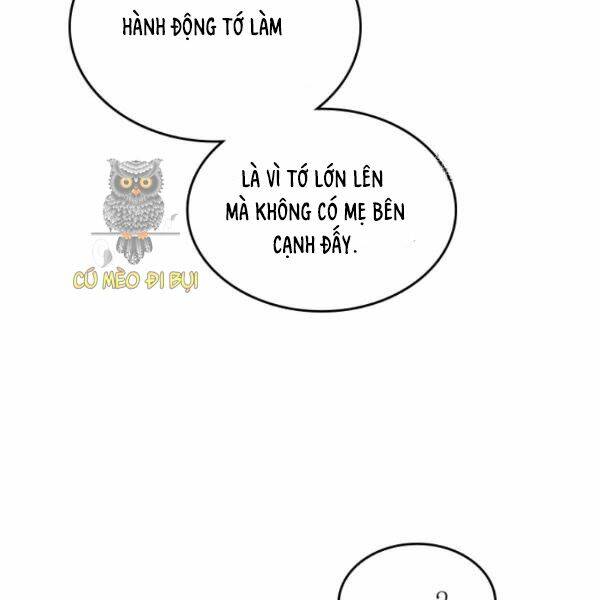 HÀNH ĐỘNG TỚ LÀM
LÀ VÌ TỚ LỚN LÊN
MÀ KHÔNG CÓ MẸ BÊN
CẠNH ĐẤY.
CÚ MÈO ĐI BỤI